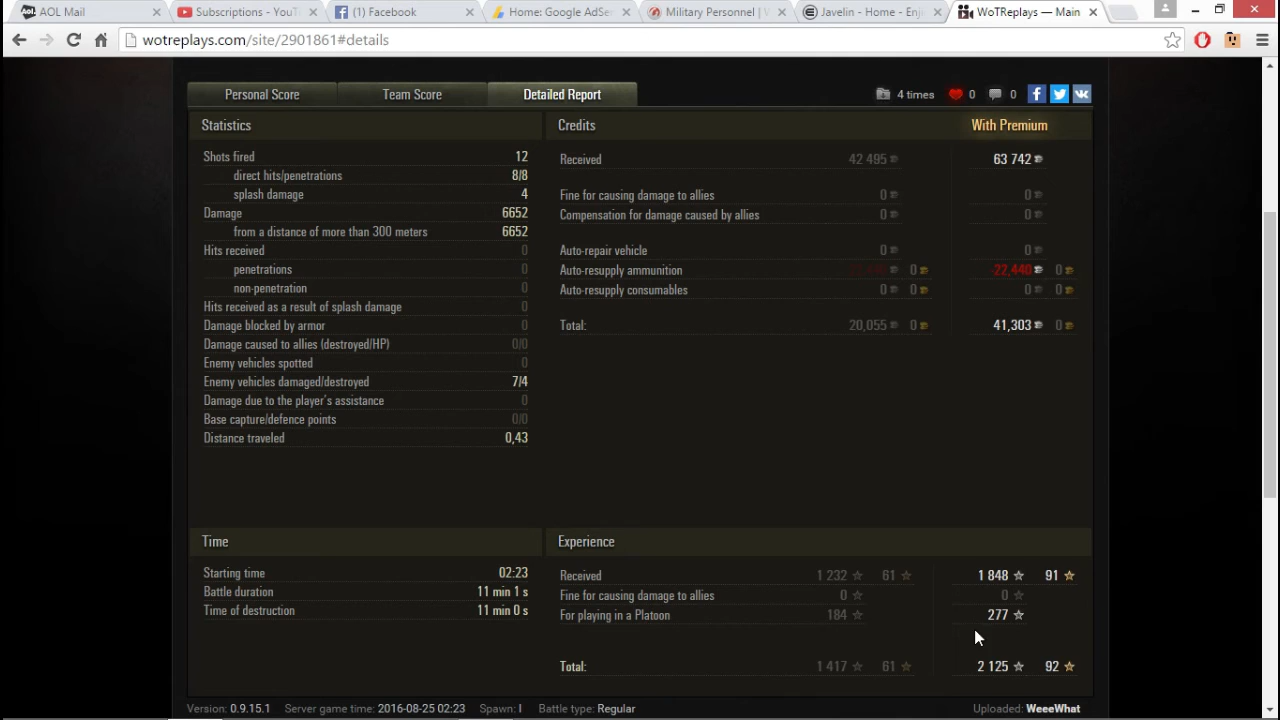 AOL Mail
Subscriptions - YouT
(1) Facebook
Home: Google AdSe
Military Personnel | V
Javelin - Home - Enj
WoTReplays — Main
wotreplays.com/site/2901861#details
Personal Score Team Score Detailed Report 4 times 0 0
Statistics Credits With Premium
Shots fired 12
direct hits/penetrations 8/8
splash damage 4
Damage 6652
from a distance of more than 300 meters 6652
Hits received 0
penetrations 0
non-penetration 0
Hits received as a result of splash damage 0
Damage blocked by armor 0
Damage caused to allies (destroyed/HP) 0/0
Enemy vehicles spotted 0
Enemy vehicles damaged/destroyed 7/4
Damage due to the player's assistance 0
Base capture/defence points 0/0
Distance traveled 0,43
Received 42 495 63 742
Fine for causing damage to allies 0 0
Compensation for damage caused by allies 0 0
Auto-repair vehicle 0 0
Auto-resupply ammunition -22,440 0 -22,440 0
Auto-resupply consumables 0 0 0 0
Total: 20,055 0 41,303 0
Time Experience
Starting time 02:23
Battle duration 11 min 1 s
Time of destruction 11 min 0 s
Received 1 232 61 1 848 91
Fine for causing damage to allies 0 0
For playing in a Platoon 184 277
Total: 1 417 61 2 125 92
Version: 0.9.15.1 Server game time: 2016-08-25 02:23 Spawn: I Battle type: Regular Uploaded: WeeeWhat